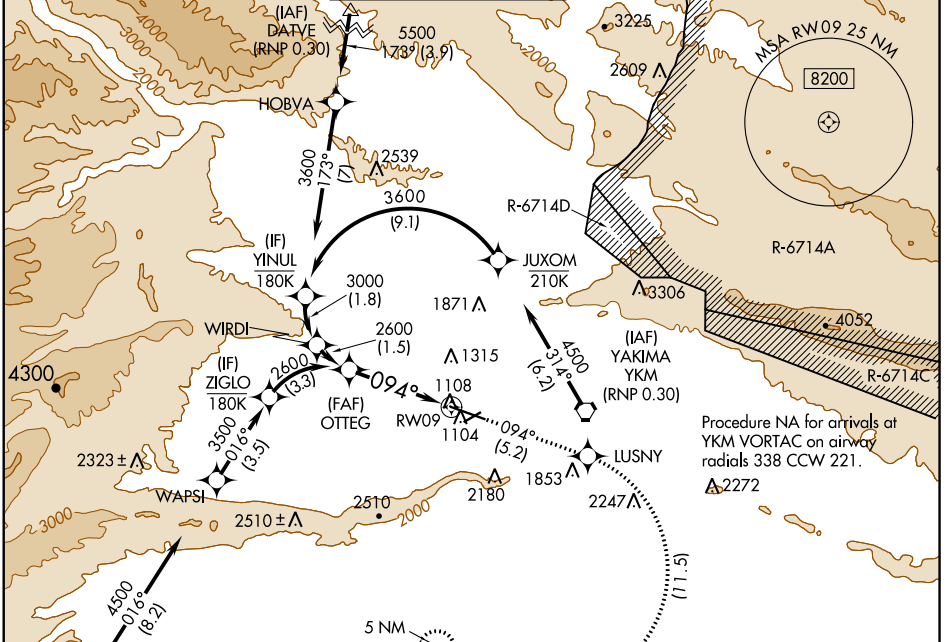 (IAF)
DATVE
(RNP 0.30)
5500
173° (3.9)
3225
2609
MSA RW09 25 NM
8200
4000
3000
2000
4000
HOBVA
3600
173°
(7)
2539
3600
(9.1)
R-6714D
R-6714A
(IF)
YINUL
180K
JUXOM
210K
3000
(1.8)
1871
3306
4052
WIRDI
2600
(1.5)
(IAF)
YAKIMA
YKM
(RNP 0.30)
4500
314°
(6.2)
1315
R-6714C
4300
(IF)
ZIGLO
180K
2600
(3.3)
094°
1108
(FAF)
OTTEG
RW09
1104
094°
(5.2)
Procedure NA for arrivals at
YKM VORTAC on airway
radials 338 CCW 221.
3500
016°
(3.5)
2323 ±
LUSNY
1853
2272
WAPSI
2180
2247
2510
2510 ±
2000
3000
(11.5)
4500
016°
(8.2)
5 NM